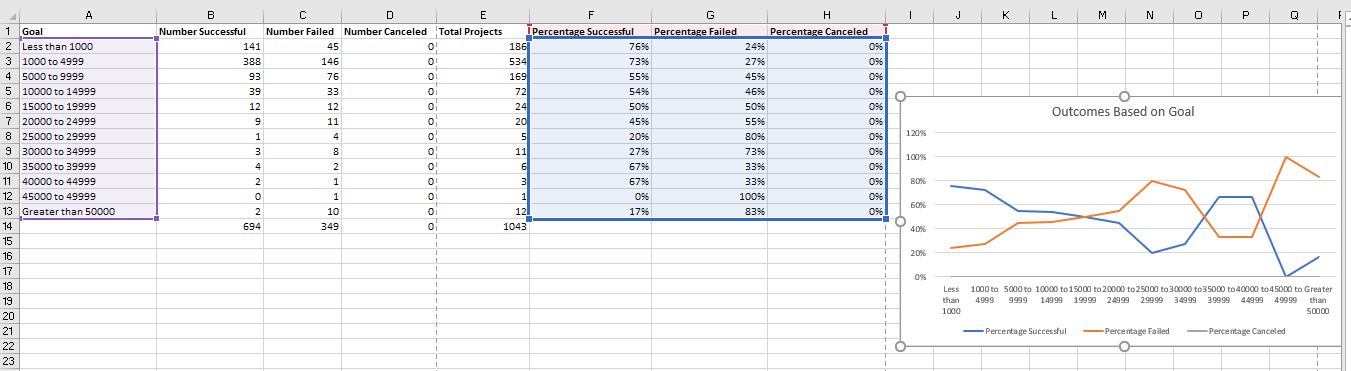 A B C D E F G H I J K L M N O P Q
1 Goal Number Successful Number Failed Number Canceled Total Projects Percentage Successful Percentage Failed Percentage Canceled
2 Less than 1000 141 45 0 186 76% 24% 0%
3 1000 to 4999 388 146 0 534 73% 27% 0%
4 5000 to 9999 93 76 0 169 55% 45% 0%
5 10000 to 14999 39 33 0 72 54% 46% 0%
6 15000 to 19999 12 12 0 24 50% 50% 0%
7 20000 to 24999 9 11 0 20 45% 55% 0%
8 25000 to 29999 1 4 0 5 20% 80% 0%
9 30000 to 34999 3 8 0 11 27% 73% 0%
10 35000 to 39999 4 2 0 6 67% 33% 0%
11 40000 to 44999 2 1 0 3 67% 33% 0%
12 45000 to 49999 0 1 0 1 0% 100% 0%
13 Greater than 50000 2 10 0 12 17% 83% 0%
14 694 349 0 1043
15
16
17
18
19
20
21
22
23
Outcomes Based on Goal
120%
100%
80%
60%
40%
20%
0%
Less 1000 to 5000 to 10000 to 15000 to 20000 to 25000 to 30000 to 35000 to 40000 to 45000 to Greater
than 4999 9999 14999 19999 24999 29999 34999 39999 44999 49999 than
1000 50000
Percentage Successful Percentage Failed Percentage Canceled